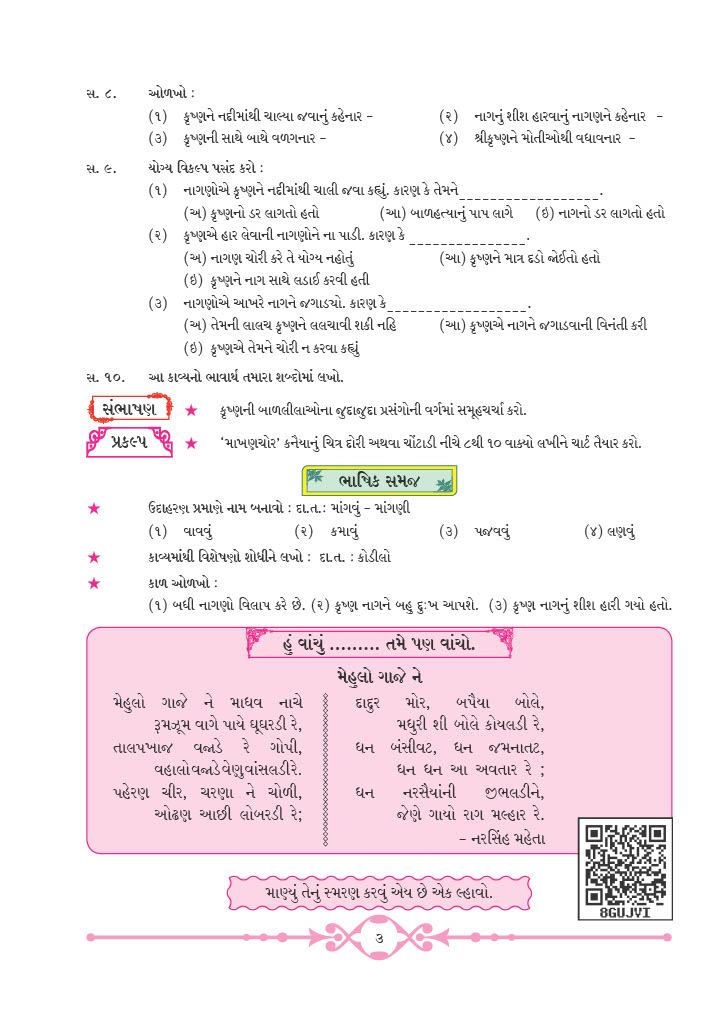 સ. ૮. ઓળખો :
(૧) કૃષ્ણને નદીમાંથી ચાલ્યા જવાનું કહેનાર – (૨) નાગનું શીશ હારવાનું નાગણને કહેનાર –
(૩) કૃષ્ણની સાથે બાથે વળગનાર – (૪) શ્રીકૃષ્ણને મોતીઓથી વધાવનાર –
સ. ૯. યોગ્ય વિકલ્પ પસંદ કરો :
(૧) નાગણોએ કૃષ્ણને નદીમાંથી ચાલી જવા કહ્યું. કારણ કે તેમને__________________.
(અ) કૃષ્ણનો ડર લાગતો હતો (આ) બાળહત્યાનું પાપ લાગે (ઇ) નાગનો ડર લાગતો હતો
(૨) કૃષ્ણએ હાર લેવાની નાગણોને ના પાડી. કારણ કે _______________.
(અ) નાગણ ચોરી કરે તે યોગ્ય નહોતું (આ) કૃષ્ણને માત્ર દડો જોઈતો હતો
(ઇ) કૃષ્ણને નાગ સાથે લડાઈ કરવી હતી
(૩) નાગણોએ આખરે નાગને જગાડ્યો. કારણ કે__________________.
(અ) તેમની લાલચ કૃષ્ણને લલચાવી શકી નહિ (આ) કૃષ્ણએ નાગને જગાડવાની વિનંતી કરી
(ઇ) કૃષ્ણએ તેમને ચોરી ન કરવા કહ્યું
સ. ૧૦. આ કાવ્યનો ભાવાર્થ તમારા શબ્દોમાં લખો.
સંભાષણ ★ કૃષ્ણની બાળલીલાઓના જુદાજુદા પ્રસંગોની વર્ગમાં સમૂહચર્ચા કરો.
પ્રકલ્પ ★ ‘માખણચોર’ કનૈયાનું ચિત્ર દોરી અથવા ચોંટાડી નીચે ૮થી ૧૦ વાક્યો લખીને ચાર્ટ તૈયાર કરો.
ભાષિક સમજ
★ ઉદાહરણ પ્રમાણે નામ બનાવો : દા.ત.: માંગવું – માંગણી
(૧) વાવવું (૨) કમાવું (૩) પજવવું (૪) લણવું
★ કાવ્યમાંથી વિશેષણો શોધીને લખો : દા.ત. : કોડીલો
★ કાળ ઓળખો :
(૧) બધી નાગણો વિલાપ કરે છે. (૨) કૃષ્ણ નાગને બહુ દુઃખ આપશે. (૩) કૃષ્ણ નાગનું શીશ હારી ગયો હતો.
હું વાંચું ......... તમે પણ વાંચો.
મેહુલો ગાજે ને
મેહુલો ગાજે ને માધવ નાચે
રૂમઝૂમ વાગે પાયે ઘૂઘરડી રે,
તાલપખાજ વજાડે રે ગોપી,
વહાલોવજાડેવેણુવાંસલડીરે.
પહેરણ ચીર, ચરણા ને ચોળી,
ઓઢણ આછી લોબરડી રે;
દાદુર મોર, બપૈયા બોલે,
મધુરી શી બોલે કોયલડી રે,
ધન બંસીવટ, ધન જમનાતટ,
ધન ધન આ અવતાર રે ;
ધન નરસૈયાંની જીભલડીને,
જેણે ગાયો રાગ મલ્હાર રે.
– નરસિંહ મહેતા
8GUJVI
માણ્યું તેનું સ્મરણ કરવું એય છે એક લ્હાવો.
૩